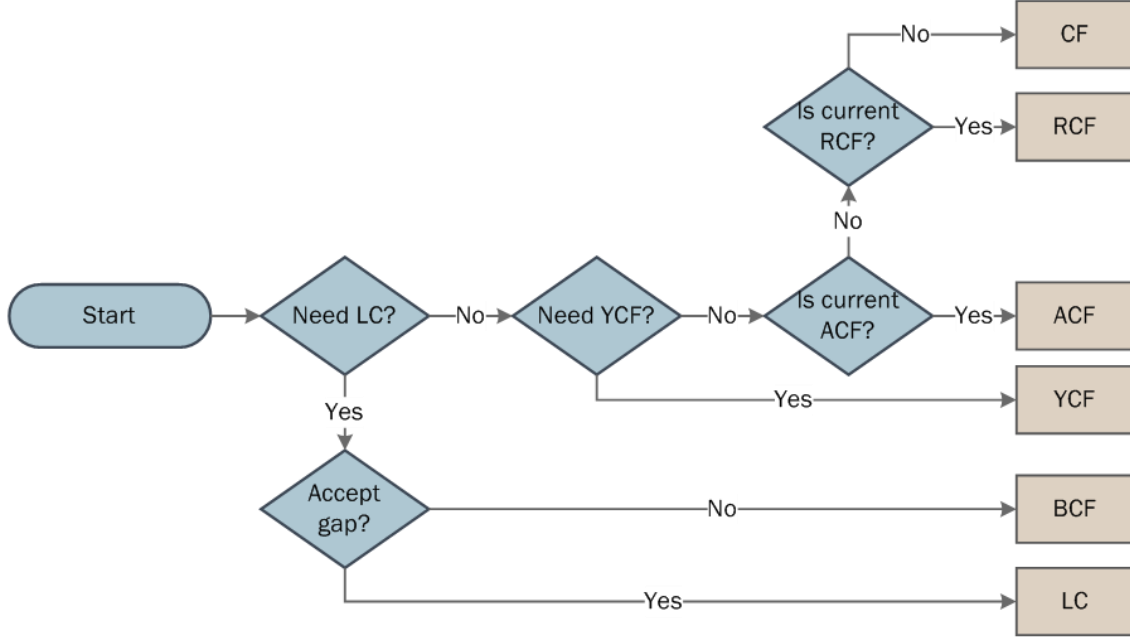 No
CF
Is current
RCF?
Yes
RCF
No
Start
Need LC?
No
Need YCF?
No
Is current
ACF?
Yes
ACF
Yes
YCF
Yes
Accept
gap?
No
BCF
Yes
LC